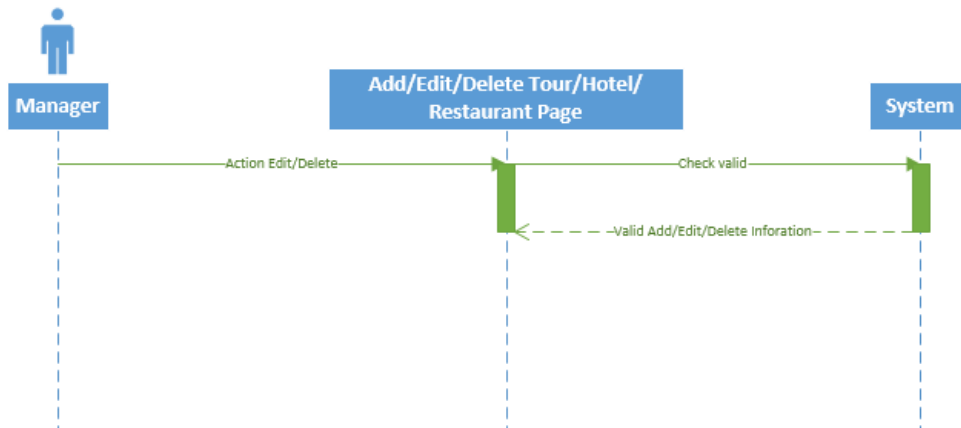 Manager
Add/Edit/Delete Tour/Hotel/
Restaurant Page
System
Action Edit/Delete
Check valid
Valid Add/Edit/Delete Inforation